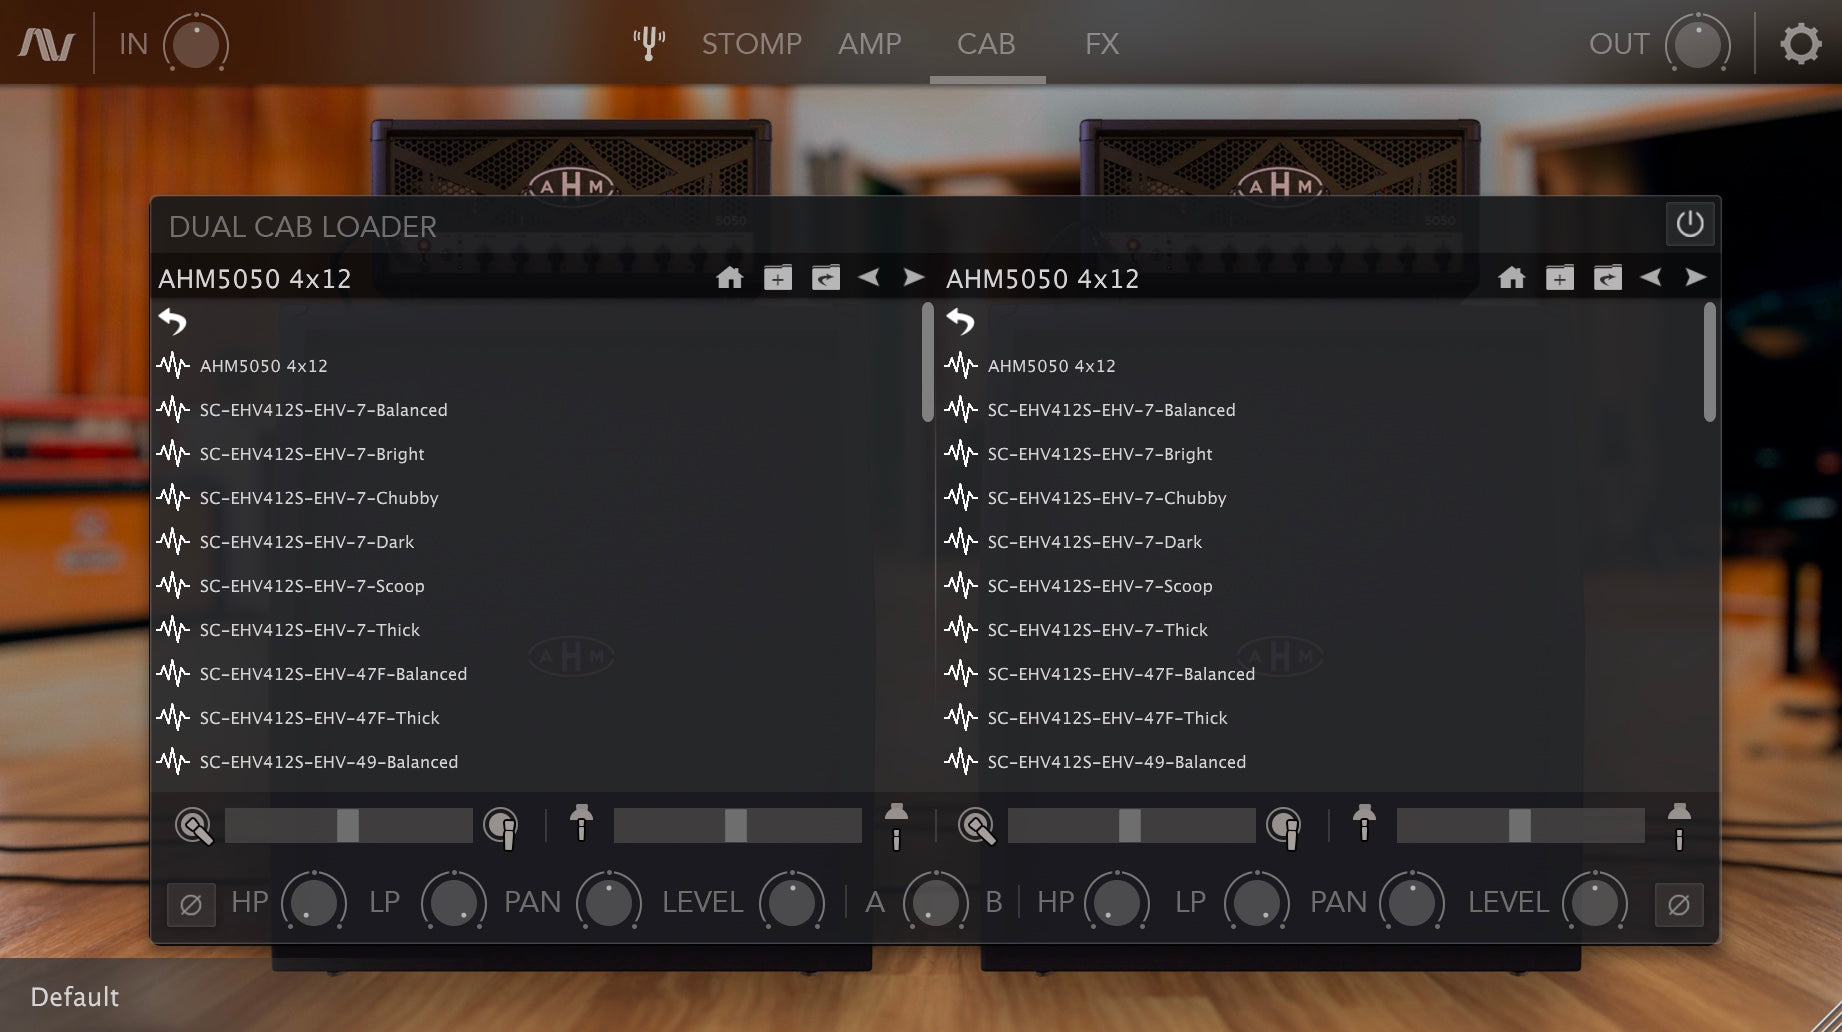 IN STOMP AMP CAB FX OUT
AHM AHM
5050 5050
DUAL CAB LOADER
AHM5050 4x12
AHM5050 4x12
SC-EHV412S-EHV-7-Balanced
SC-EHV412S-EHV-7-Bright
SC-EHV412S-EHV-7-Chubby
SC-EHV412S-EHV-7-Dark
SC-EHV412S-EHV-7-Scoop
SC-EHV412S-EHV-7-Thick
SC-EHV412S-EHV-47F-Balanced
SC-EHV412S-EHV-47F-Thick
SC-EHV412S-EHV-49-Balanced
AHM
AHM5050 4x12
AHM5050 4x12
SC-EHV412S-EHV-7-Balanced
SC-EHV412S-EHV-7-Bright
SC-EHV412S-EHV-7-Chubby
SC-EHV412S-EHV-7-Dark
SC-EHV412S-EHV-7-Scoop
SC-EHV412S-EHV-7-Thick
SC-EHV412S-EHV-47F-Balanced
SC-EHV412S-EHV-47F-Thick
SC-EHV412S-EHV-49-Balanced
AHM
Ø HP LP PAN LEVEL A B HP LP PAN LEVEL Ø
Default